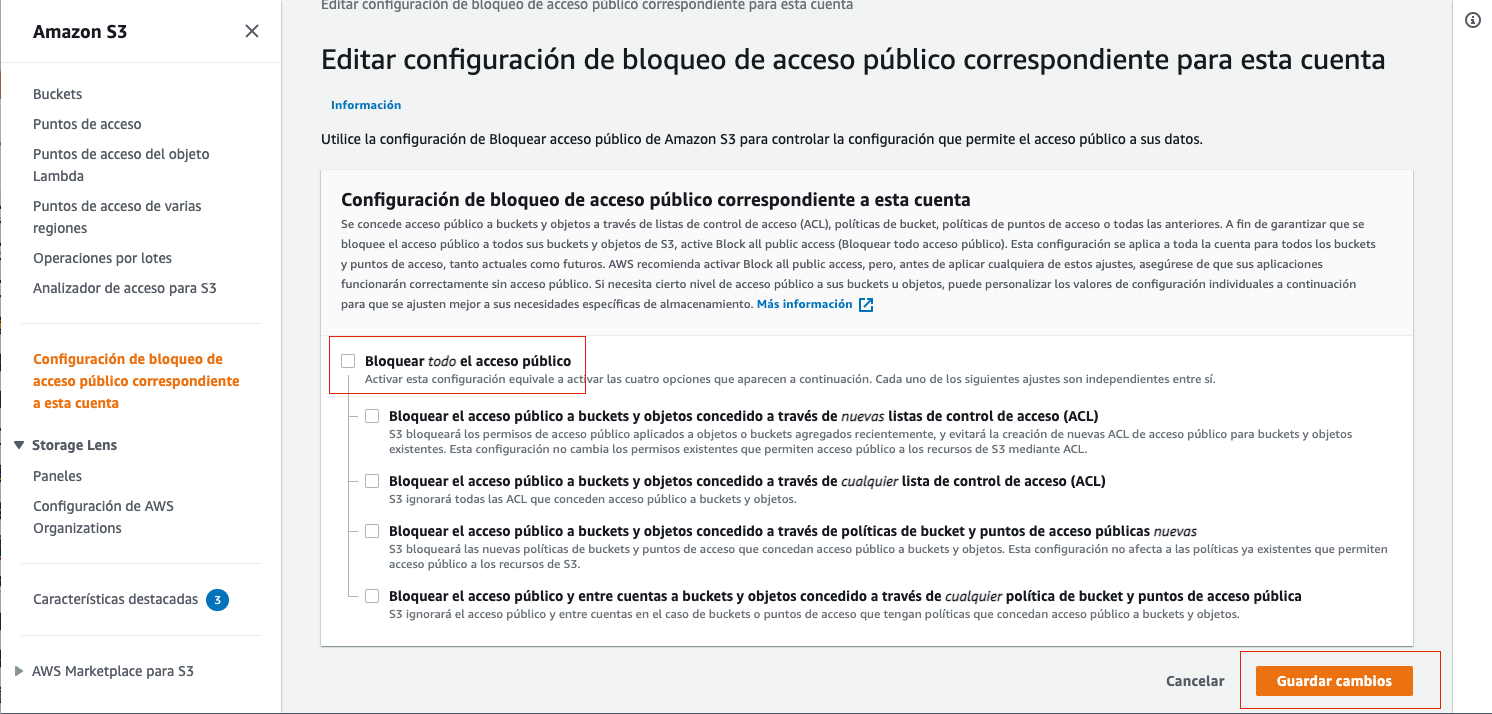 Amazon S3
Buckets
Puntos de acceso
Puntos de acceso del objeto
Lambda
Puntos de acceso de varias
regiones
Operaciones por lotes
Analizador de acceso para S3
Configuración de bloqueo de
acceso público correspondiente
a esta cuenta
Storage Lens
Paneles
Configuración de AWS
Organizations
Características destacadas 3
AWS Marketplace para S3
Editar configuración de bloqueo de acceso público correspondiente para esta cuenta
Editar configuración de bloqueo de acceso público correspondiente para esta cuenta
Información
Utilice la configuración de Bloquear acceso público de Amazon S3 para controlar la configuración que permite el acceso público a sus datos.
Configuración de bloqueo de acceso público correspondiente a esta cuenta
Se concede acceso público a buckets y objetos a través de listas de control de acceso (ACL), políticas de bucket, políticas de puntos de acceso o todas las anteriores. A fin de garantizar que se
bloquee el acceso público a todos sus buckets y objetos de S3, active Block all public access (Bloquear todo acceso público). Esta configuración se aplica a toda la cuenta para todos los buckets
y puntos de acceso, tanto actuales como futuros. AWS recomienda activar Block all public access, pero, antes de aplicar cualquiera de estos ajustes, asegúrese de que sus aplicaciones
funcionarán correctamente sin acceso público. Si necesita cierto nivel de acceso público a sus buckets u objetos, puede personalizar los valores de configuración individuales a continuación
para que se ajusten mejor a sus necesidades específicas de almacenamiento. Más información
Bloquear todo el acceso público
Activar esta configuración equivale a activar las cuatro opciones que aparecen a continuación. Cada uno de los siguientes ajustes son independientes entre sí.
Bloquear el acceso público a buckets y objetos concedido a través de nuevas listas de control de acceso (ACL)
S3 bloqueará los permisos de acceso público aplicados a objetos o buckets agregados recientemente, y evitará la creación de nuevas ACL de acceso público para buckets y objetos
existentes. Esta configuración no cambia los permisos existentes que permiten acceso público a los recursos de S3 mediante ACL.
Bloquear el acceso público a buckets y objetos concedido a través de cualquier lista de control de acceso (ACL)
S3 ignorará todas las ACL que conceden acceso público a buckets y objetos.
Bloquear el acceso público a buckets y objetos concedido a través de políticas de bucket y puntos de acceso públicas nuevas
S3 bloqueará las nuevas políticas de buckets y puntos de acceso que concedan acceso público a buckets y objetos. Esta configuración no afecta a las políticas ya existentes que permiten
acceso público a los recursos de S3.
Bloquear el acceso público y entre cuentas a buckets y objetos concedido a través de cualquier política de bucket y puntos de acceso pública
S3 ignorará el acceso público y entre cuentas en el caso de buckets o puntos de acceso que tengan políticas que concedan acceso público a buckets y objetos.
Cancelar
Guardar cambios